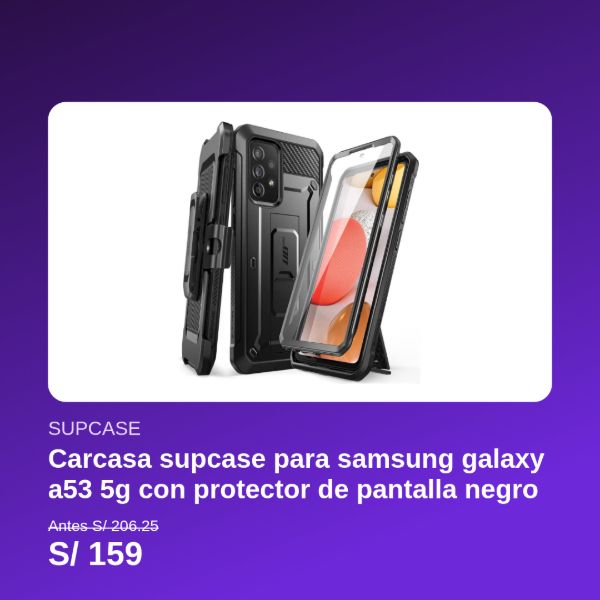 SUPCASE
Carcasa supcase para samsung galaxy
a53 5g con protector de pantalla negro
Antes S/ 206.25
S/ 159